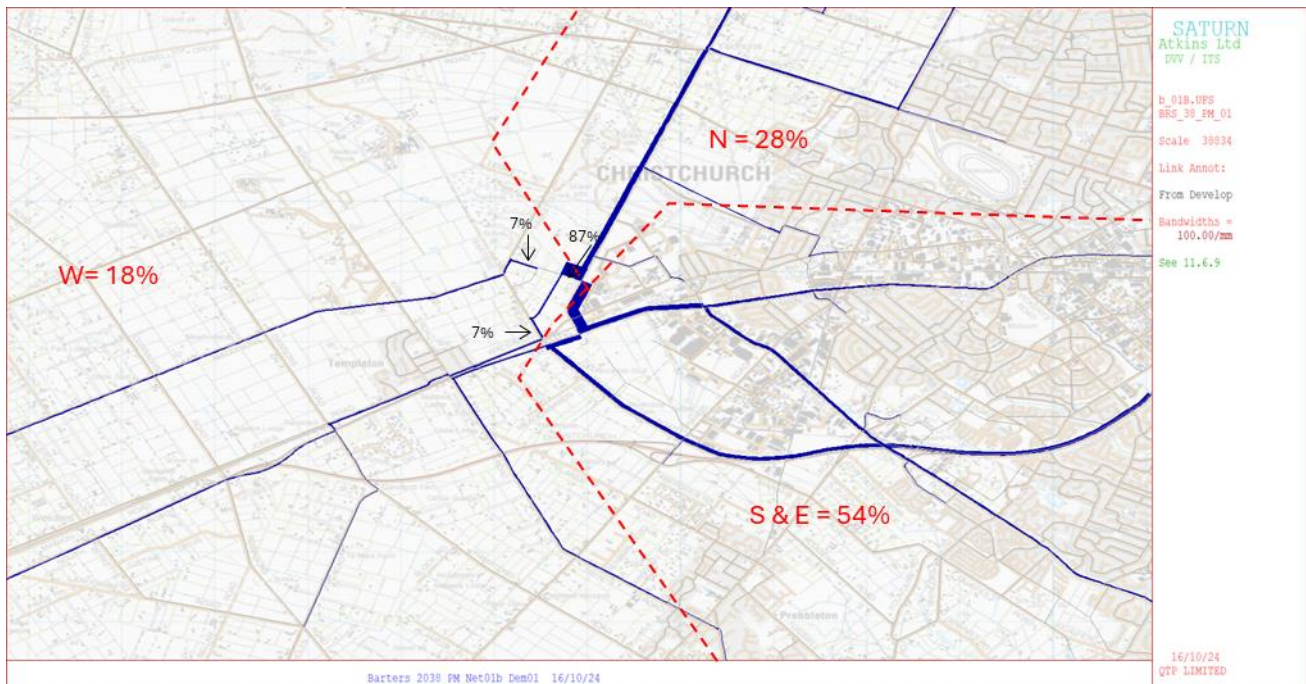 SATURN
Atkins Ltd
DVV / ITS
b_01B.UFS
BRS_38_PM_01
Scale 38834
Link Annot:
From Develop
Bandwidths =
100.00/mm
See 11.6.9
N = 28%
CHRISTCHURCH
7%
87%
W= 18%
7%
Templeton
S & E = 54%
Prebbleton
16/10/24
QTP LIMITED
Barters 2038 PM Net01b Dem01 16/10/24